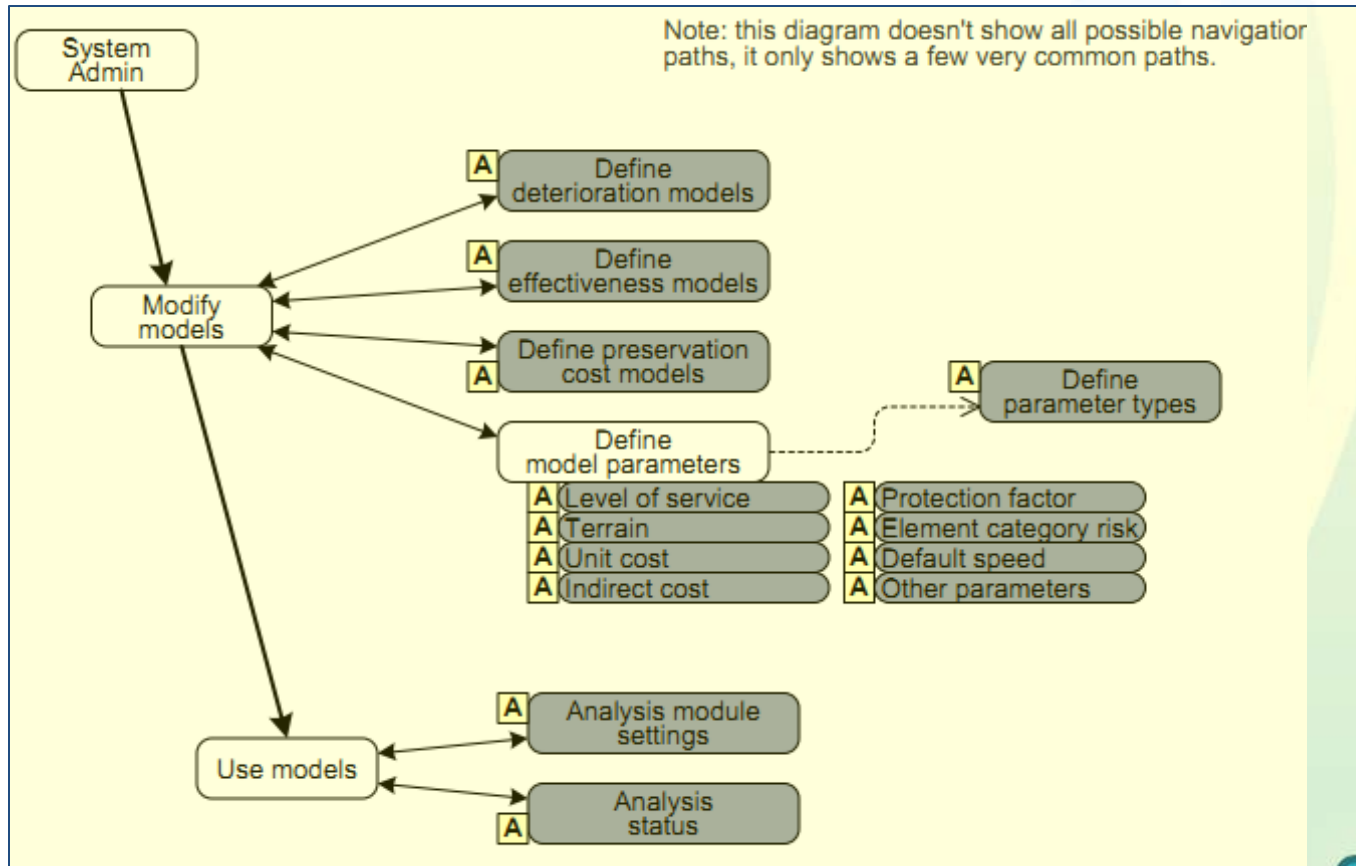 System
Admin
Note: this diagram doesn't show all possible navigation
paths, it only shows a few very common paths.
A
Define
deterioration models
A
Define
effectiveness models
Modify
models
Define preservation
A
cost models
A
Define
parameter types
Define
model parameters
A Level of service
A Protection factor
A Terrain
A Element category risk
A Unit cost
A Default speed
A Indirect cost
A Other parameters
A
Analysis module
settings
Use models
Analysis
A
status